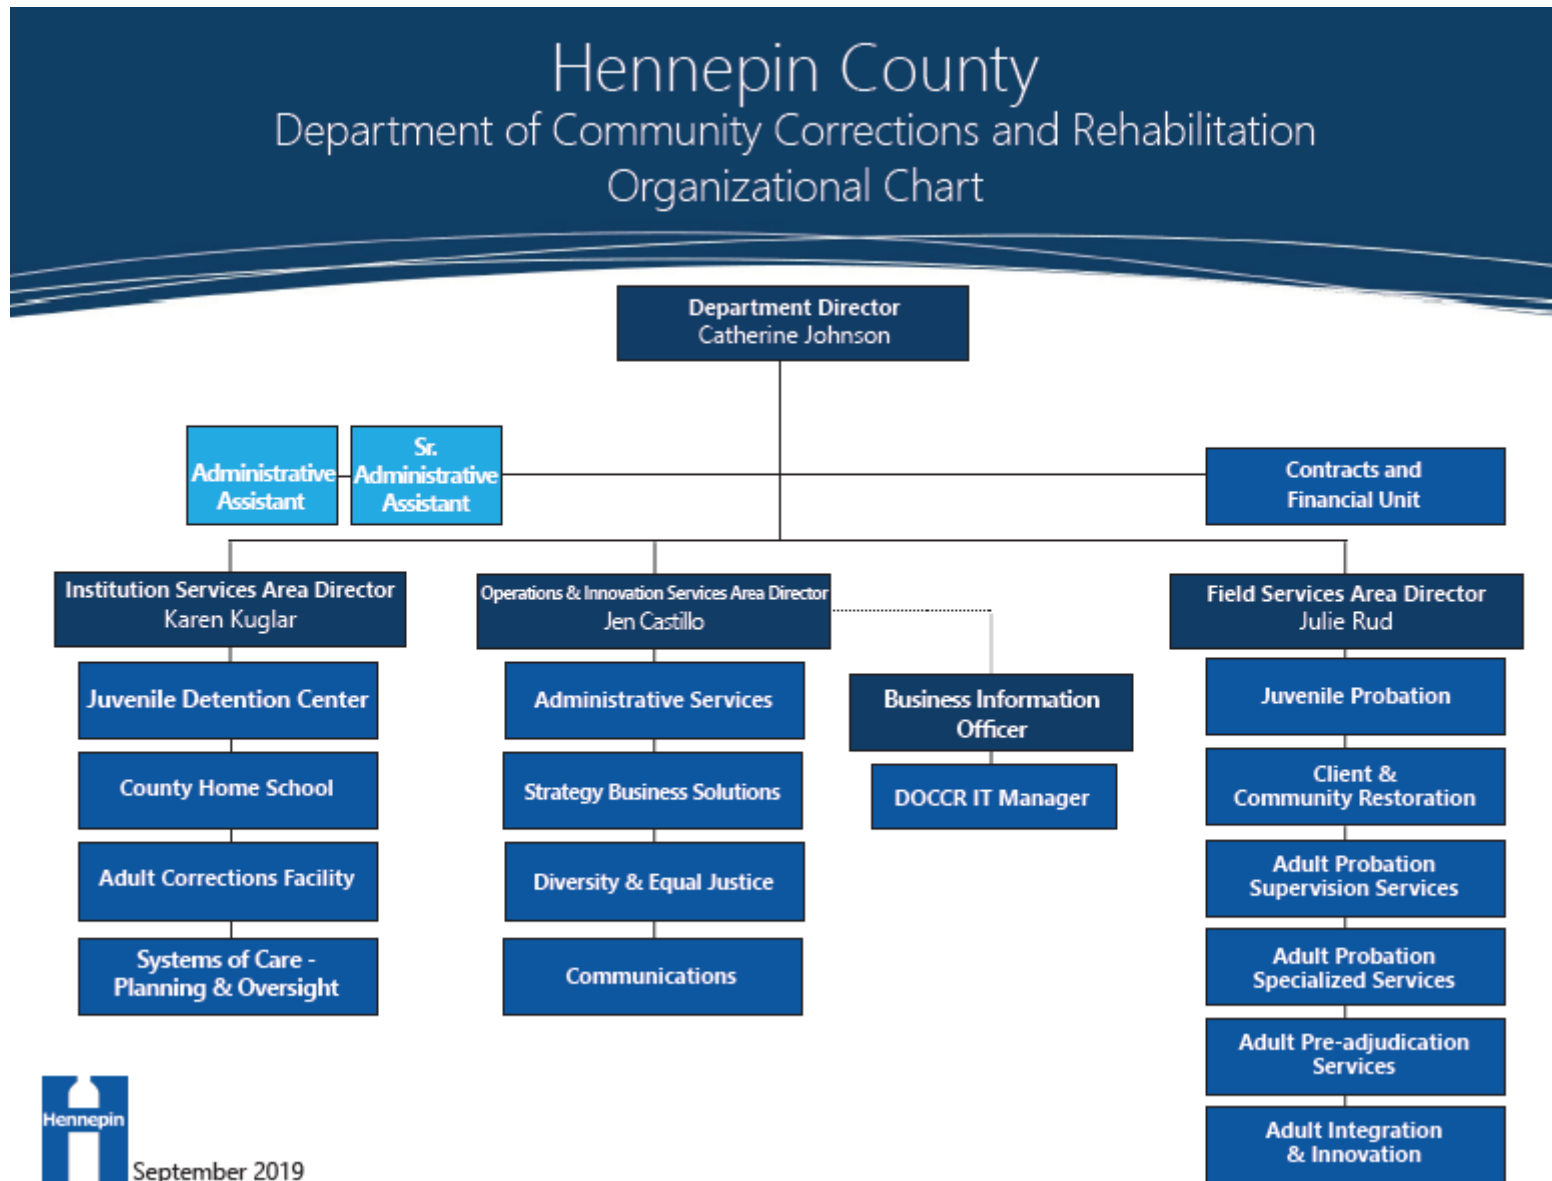 Hennepin County
Department of Community Corrections and Rehabilitation
Organizational Chart
Department Director
Catherine Johnson
Administrative
Assistant
Sr.
Administrative
Assistant
Contracts and
Financial Unit
Institution Services Area Director
Karen Kuglar
Juvenile Detention Center
County Home School
Adult Corrections Facility
Systems of Care -
Planning & Oversight
Operations & Innovation Services Area Director
Jen Castillo
Administrative Services
Strategy Business Solutions
Diversity & Equal Justice
Communications
Business Information
Officer
DOCCR IT Manager
Field Services Area Director
Julie Rud
Juvenile Probation
Client &
Community Restoration
Adult Probation
Supervision Services
Adult Probation
Specialized Services
Adult Pre-adjudication
Services
Adult Integration
& Innovation
Hennepin
September 2019